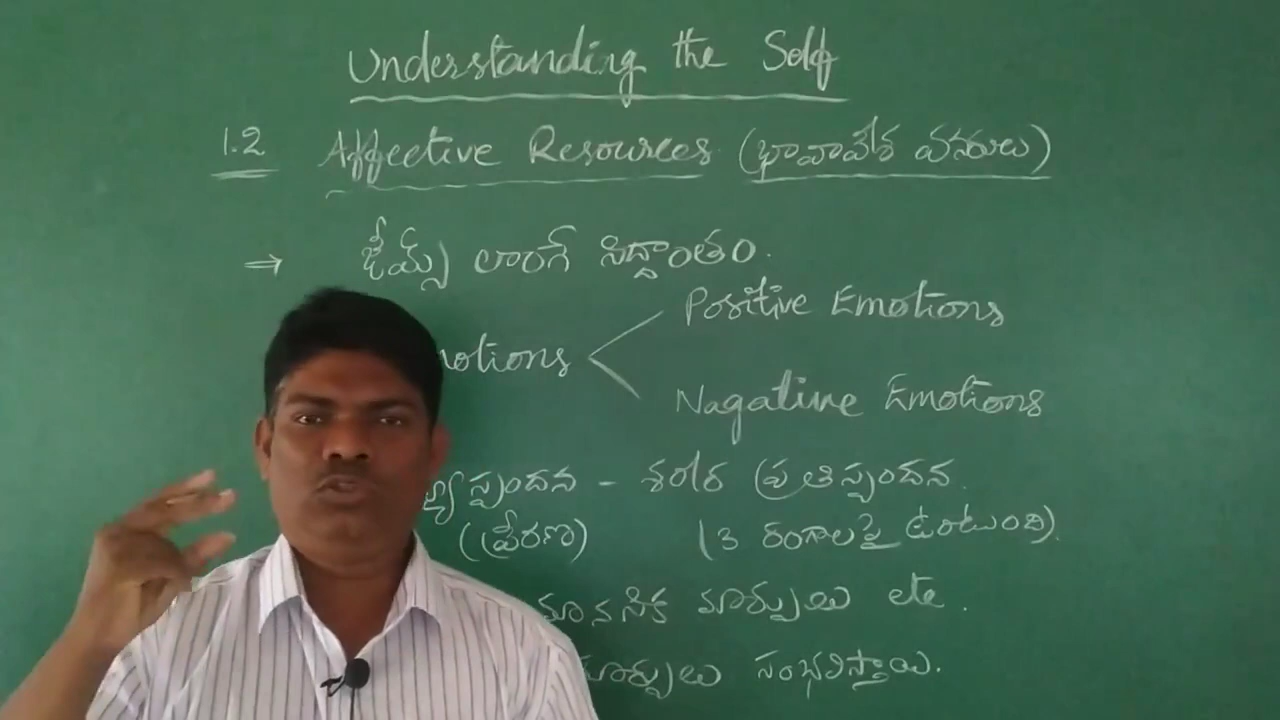 Understanding the Self
1.2 Affective Resources (భావావేశ వనరులు)
⇒ జేమ్స్ లాంగే సిద్దాంతం.
Positive Emotions
Nagative Emotions
స్పందన - శరీర ప్రతిస్పందన.
(ప్రేరణ) (3 రంగాలపై ఉంటుంది).
మానసిక మార్పులు etc.
మార్పులు సంభవిస్తాయి.